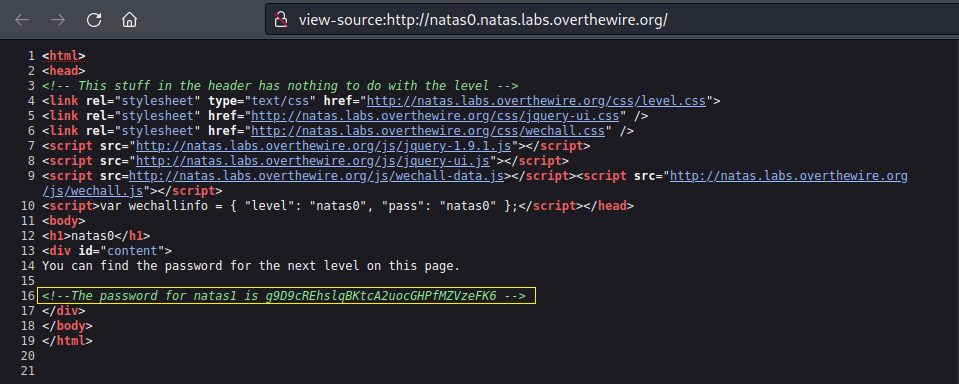 view-source:http://natas0.natas.labs.overthewire.org/
1 <html>
2 <head>
3 <!-- This stuff in the header has nothing to do with the level -->
4 <link rel="stylesheet" type="text/css" href="http://natas.labs.overthewire.org/css/level.css">
5 <link rel="stylesheet" href="http://natas.labs.overthewire.org/css/jquery-ui.css" />
6 <link rel="stylesheet" href="http://natas.labs.overthewire.org/css/wechall.css" />
7 <script src="http://natas.labs.overthewire.org/js/jquery-1.9.1.js"></script>
8 <script src="http://natas.labs.overthewire.org/js/jquery-ui.js"></script>
9 <script src=http://natas.labs.overthewire.org/js/wechall-data.js></script><script src="http://natas.labs.overthewire.org
/js/wechall.js"></script>
10 <script>var wechallinfo = { "level": "natas0", "pass": "natas0" };</script></head>
11 <body>
12 <h1>natas0</h1>
13 <div id="content">
14 You can find the password for the next level on this page.
15
16 <!--The password for natas1 is g9D9cREhslqBKtcA2uocGHPfMZVzeFK6 -->
17 </div>
18 </body>
19 </html>
20
21